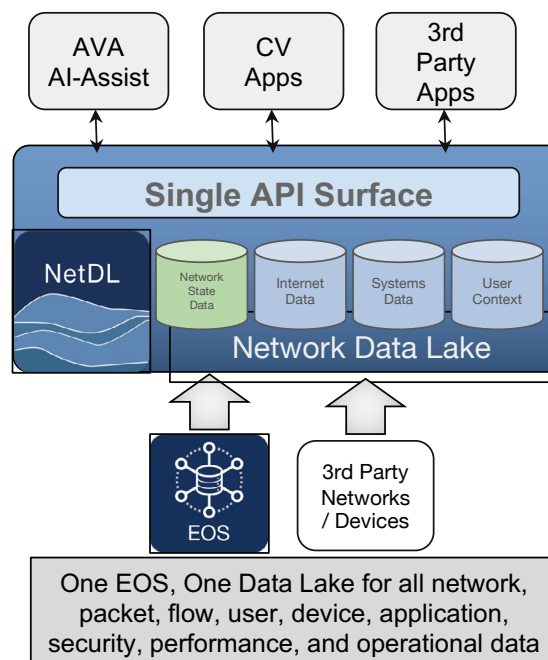 AVA
AI-Assist
CV
Apps
3rd
Party
Apps
Single API Surface
NetDL
Network
State
Data
Internet
Data
Systems
Data
User
Context
Network Data Lake
EOS
3rd Party
Networks
/ Devices
One EOS, One Data Lake for all network,
packet, flow, user, device, application,
security, performance, and operational data